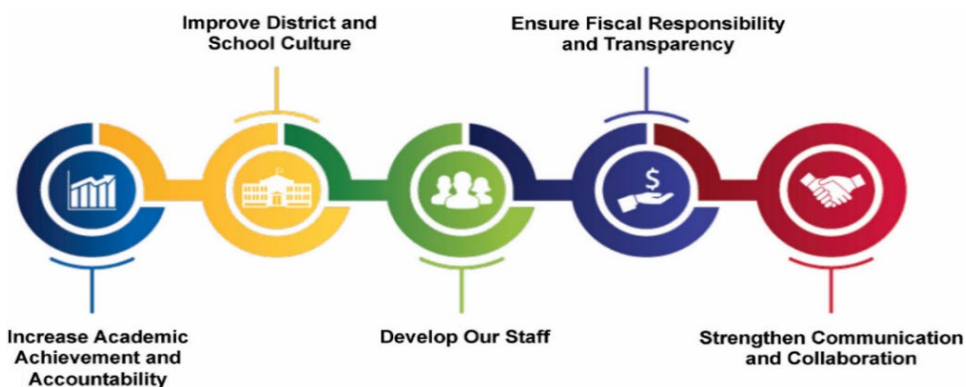 Improve District and
School Culture
Ensure Fiscal Responsibility
and Transparency
$
Increase Academic
Achievement and
Accountability
Develop Our Staff
Strengthen Communication
and Collaboration